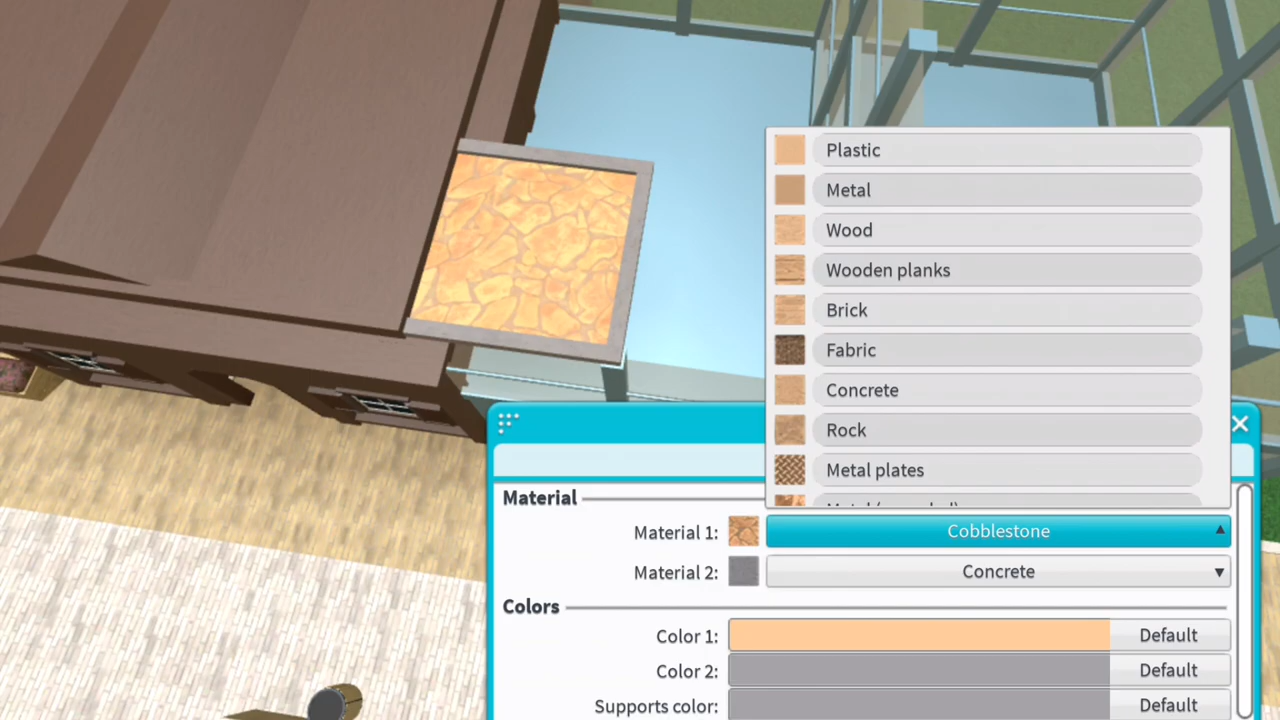 Plastic
Metal
Wood
Wooden planks
Brick
Fabric
Concrete
Rock
Metal plates
Material
Material 1:
Cobblestone
Material 2:
Concrete
Colors
Color 1:
Default
Color 2:
Default
Supports color:
Default